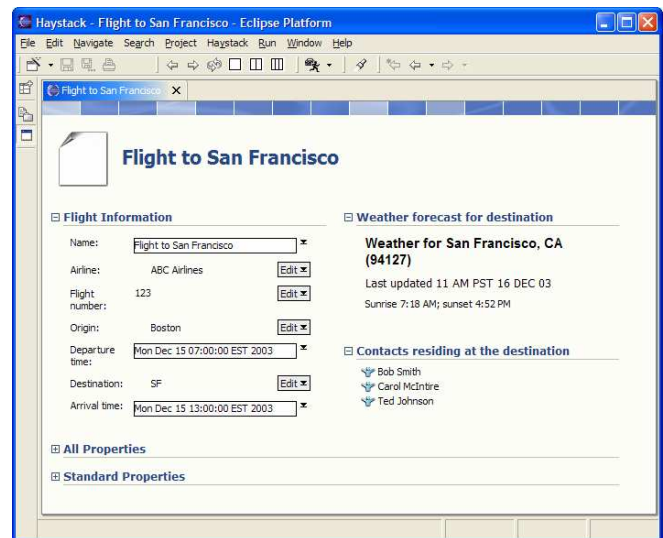 Haystack - Flight to San Francisco - Eclipse Platform
File Edit Navigate Search Project Haystack Run Window Help
Flight to San Francisco X
Flight to San Francisco
Flight Information
Name: Flight to San Francisco
Airline: ABC Airlines Edit
Flight number: 123 Edit
Origin: Boston Edit
Departure time: Mon Dec 15 07:00:00 EST 2003
Destination: SF Edit
Arrival time: Mon Dec 15 13:00:00 EST 2003
Weather forecast for destination
Weather for San Francisco, CA
(94127)
Last updated 11 AM PST 16 DEC 03
Sunrise 7:18 AM; sunset 4:52 PM
Contacts residing at the destination
Bob Smith
Carol McIntire
Ted Johnson
All Properties
Standard Properties